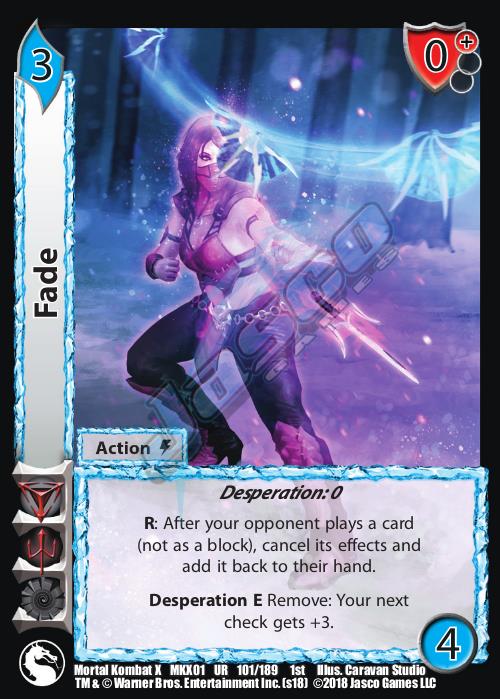 3
0
+
Fade
JASCO
GAMES
Action
Desperation: 0
R: After your opponent plays a card
(not as a block), cancel its effects and
add it back to their hand.
Desperation E Remove: Your next
check gets +3.
4
Mortal Kombat X MKX01 UR 101/189 1st Illus. Caravan Studio
TM & © Warner Bros. Entertainment Inc. (s18) ©2018 Jasco Games LLC